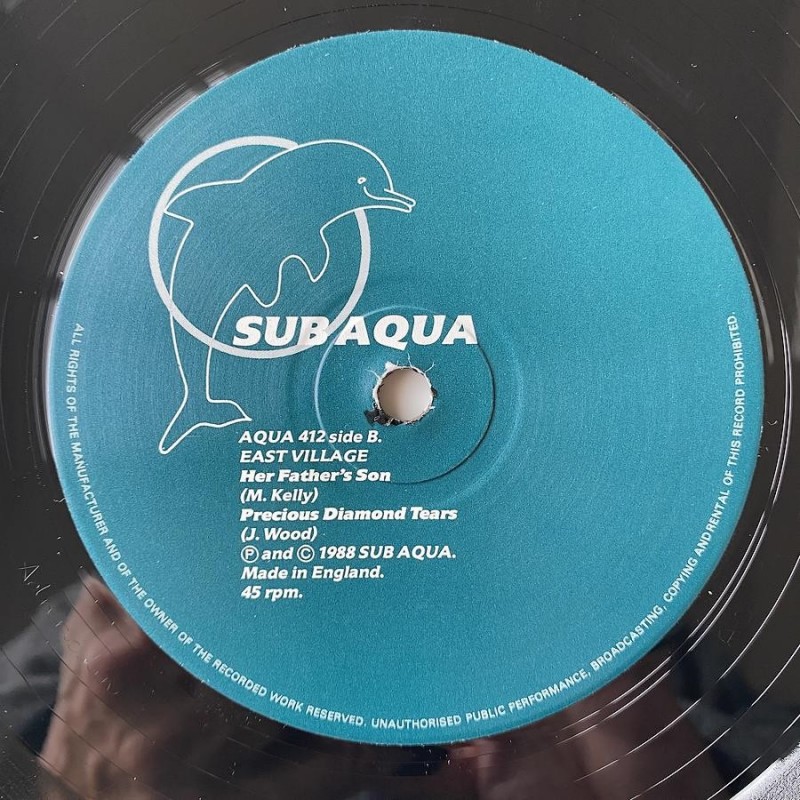 SUB AQUA
AQUA 412 side B.
EAST VILLAGE
Her Father's Son
(M. Kelly)
Precious Diamond Tears
(J. Wood)
Ⓟ and © 1988 SUB AQUA.
Made in England.
45 rpm.
ALL RIGHTS OF THE MANUFACTURER AND OF THE OWNER OF THE RECORDED WORK RESERVED. UNAUTHORISED PUBLIC PERFORMANCE, BROADCASTING, COPYING AND RENTAL OF THIS RECORD PROHIBITED.